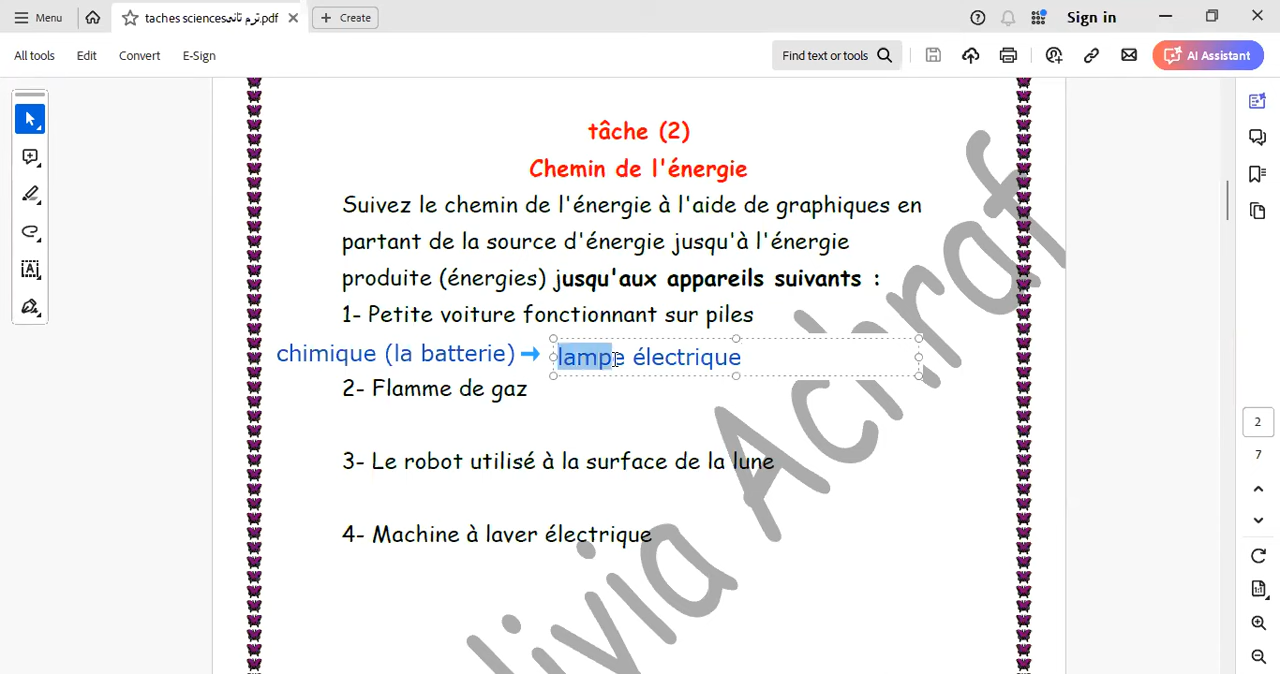 Menu
taches sciencesترم تانى.pdf
Create
Sign in
All tools Edit Convert E-Sign
Find text or tools
AI Assistant
tâche (2)
Chemin de l'énergie
Suivez le chemin de l'énergie à l'aide de graphiques en
partant de la source d'énergie jusqu'à l'énergie
produite (énergies) jusqu'aux appareils suivants :
1- Petite voiture fonctionnant sur piles
chimique (la batterie) → lampe électrique
2- Flamme de gaz
3- Le robot utilisé à la surface de la lune
4- Machine à laver électrique
livia Achraf
2
7